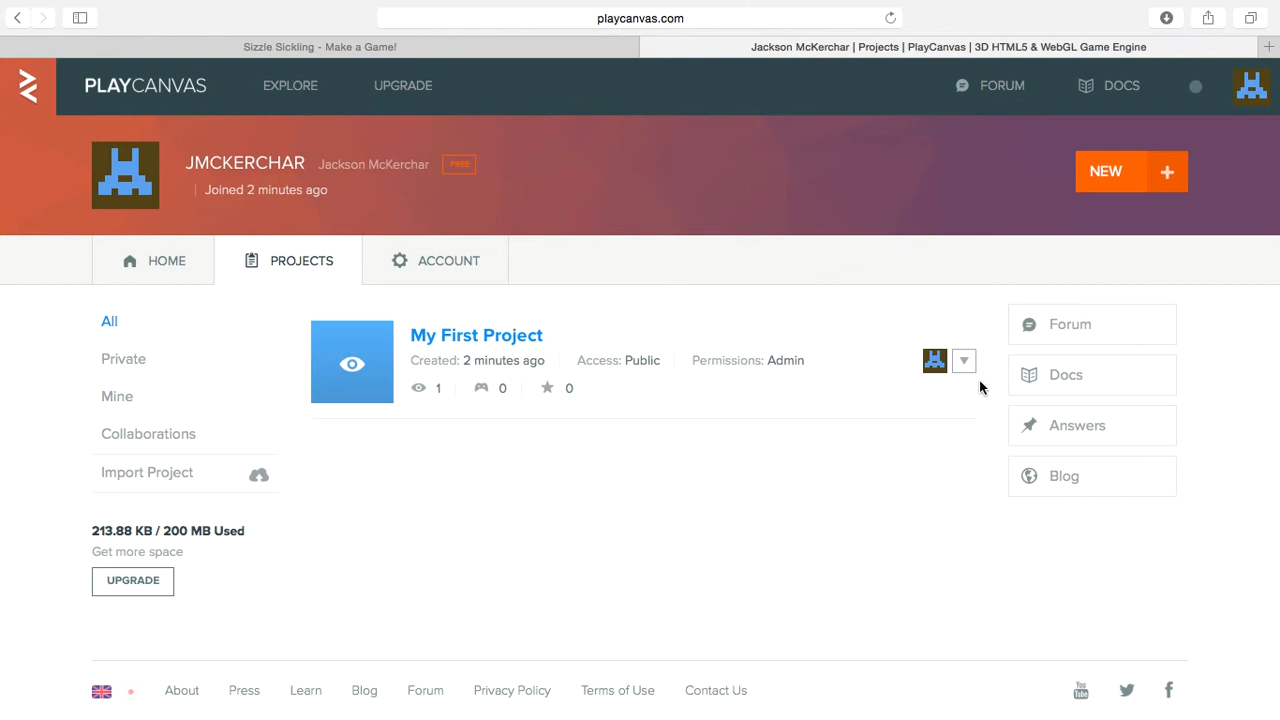 playcanvas.com
Sizzle Sickling - Make a Game!
Jackson McKerchar | Projects | PlayCanvas | 3D HTML5 & WebGL Game Engine
PLAYCANVAS
EXPLORE
UPGRADE
FORUM
DOCS
JMCKERCHAR Jackson McKerchar FREE
Joined 2 minutes ago
NEW +
HOME
PROJECTS
ACCOUNT
All
Private
Mine
Collaborations
Import Project
213.88 KB / 200 MB Used
Get more space
UPGRADE
My First Project
Created: 2 minutes ago Access: Public Permissions: Admin
1 0 0
Forum
Docs
Answers
Blog
About Press Learn Blog Forum Privacy Policy Terms of Use Contact Us
You Tube